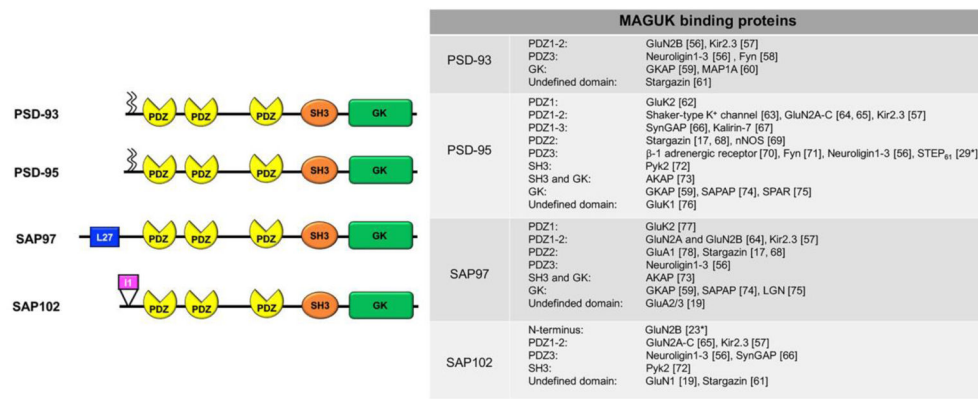 PSD-93
PDZ PDZ PDZ SH3 GK
PSD-95
PDZ PDZ PDZ SH3 GK
SAP97
L27 PDZ PDZ PDZ SH3 GK
I1
SAP102
PDZ PDZ PDZ SH3 GK
MAGUK binding proteins
PSD-93
PDZ1-2: GluN2B [56], Kir2.3 [57]
PDZ3: Neuroligin1-3 [56] , Fyn [58]
GK: GKAP [59], MAP1A [60]
Undefined domain: Stargazin [61]
PSD-95
PDZ1: GluK2 [62]
PDZ1-2: Shaker-type K⁺ channel [63], GluN2A-C [64, 65], Kir2.3 [57]
PDZ1-3: SynGAP [66], Kalirin-7 [67]
PDZ2: Stargazin [17, 68], nNOS [69]
PDZ3: β-1 adrenergic receptor [70], Fyn [71], Neuroligin1-3 [56], STEP₆₁ [29*]
SH3: Pyk2 [72]
SH3 and GK: AKAP [73]
GK: GKAP [59], SAPAP [74], SPAR [75]
Undefined domain: GluK1 [76]
SAP97
PDZ1: GluK2 [77]
PDZ1-2: GluN2A and GluN2B [64], Kir2.3 [57]
PDZ2: GluA1 [78], Stargazin [17, 68]
PDZ3: Neuroligin1-3 [56]
SH3 and GK: AKAP [73]
GK: GKAP [59], SAPAP [74], LGN [75]
Undefinded domain: GluA2/3 [19]
SAP102
N-terminus: GluN2B [23*]
PDZ1-2: GluN2A-C [65], Kir2.3 [57]
PDZ3: Neuroligin1-3 [56], SynGAP [66]
SH3: Pyk2 [72]
Undefined domain: GluN1 [19], Stargazin [61]